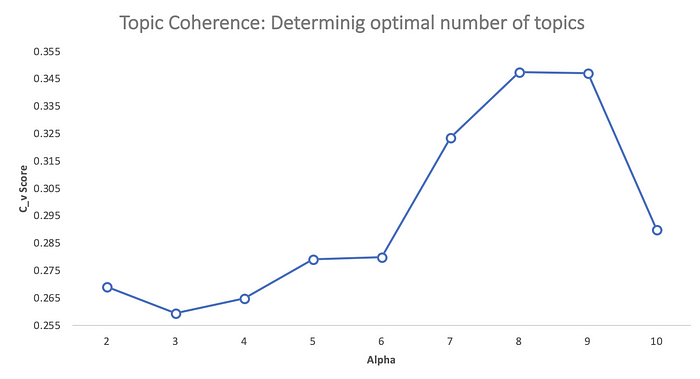 Topic Coherence: Determinig optimal number of topics
0.355
0.345
0.335
0.325
0.315
0.305
0.295
0.285
0.275
0.265
0.255
C_v Score
2 3 4 5 6 7 8 9 10
Alpha